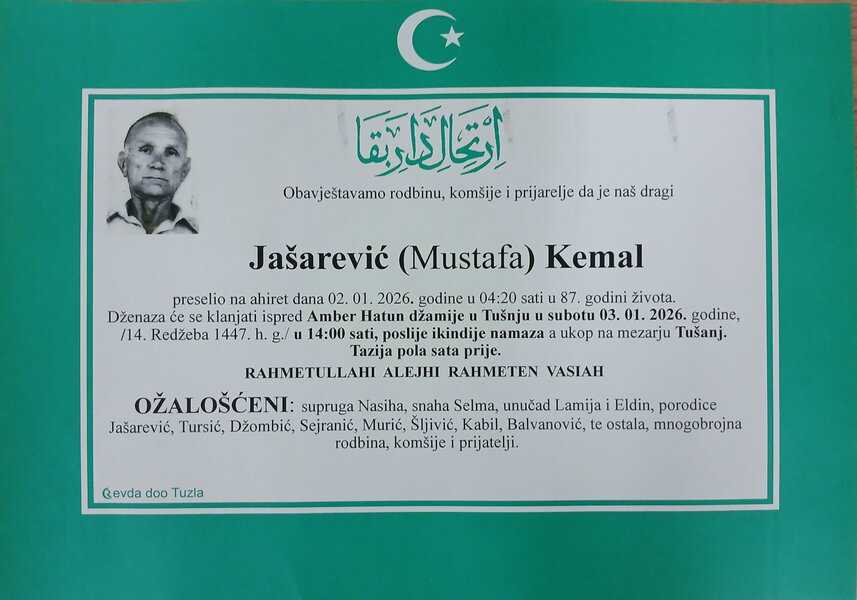 اِرْتِحَالِ دَارِ بَقَا
Obavještavamo rodbinu, komšije i prijarelje da je naš dragi
Jašarević (Mustafa) Kemal
preselio na ahiret dana 02. 01. 2026. godine u 04:20 sati u 87. godini života.
Dženaza će se klanjati ispred Amber Hatun džamije u Tušnju u subotu 03. 01. 2026. godine,
/14. Redžeba 1447. h. g./ u 14:00 sati, poslije ikindije namaza a ukop na mezarju Tušanj.
Tazija pola sata prije.
RAHMETULLAHI ALEJHI RAHMETEN VASIAH
OŽALOŠĆENI: supruga Nasiha, snaha Selma, unučad Lamija i Eldin, porodice
Jašarević, Tursić, Džombić, Sejranić, Murić, Šljivić, Kabil, Balvanović, te ostala, mnogobrojna
rodbina, komšije i prijatelji.
evda doo Tuzla